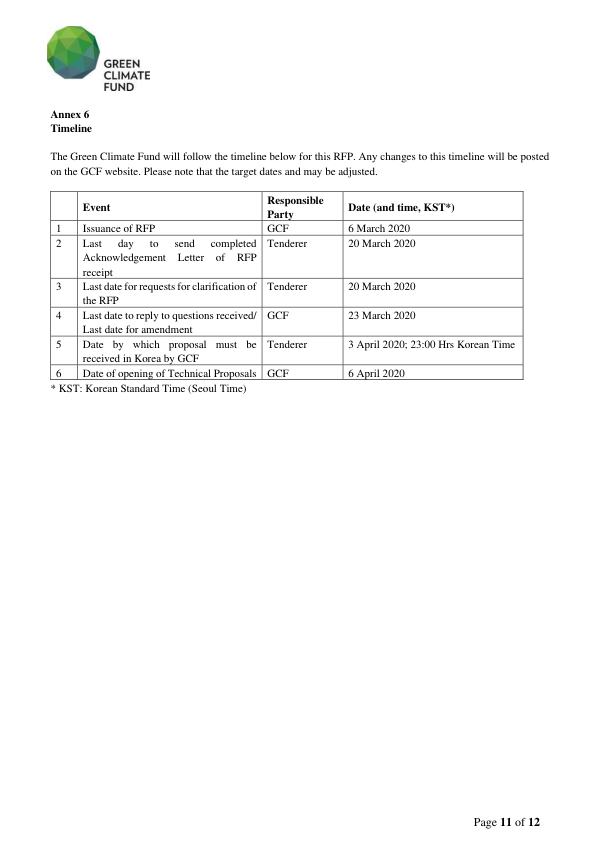 GREEN
CLIMATE
FUND
Annex 6
Timeline
The Green Climate Fund will follow the timeline below for this RFP. Any changes to this timeline will be posted
on the GCF website. Please note that the target dates and may be adjusted.
Event
Responsible
Party
Date (and time, KST*)
1 Issuance of RFP GCF 6 March 2020
2 Last day to send completed Tenderer 20 March 2020
Acknowledgement Letter of RFP
receipt
3 Last date for requests for clarification of Tenderer 20 March 2020
the RFP
4 Last date to reply to questions received/ GCF 23 March 2020
Last date for amendment
5 Date by which proposal must be Tenderer 3 April 2020; 23:00 Hrs Korean Time
received in Korea by GCF
6 Date of opening of Technical Proposals GCF 6 April 2020
* KST: Korean Standard Time (Seoul Time)
Page 11 of 12